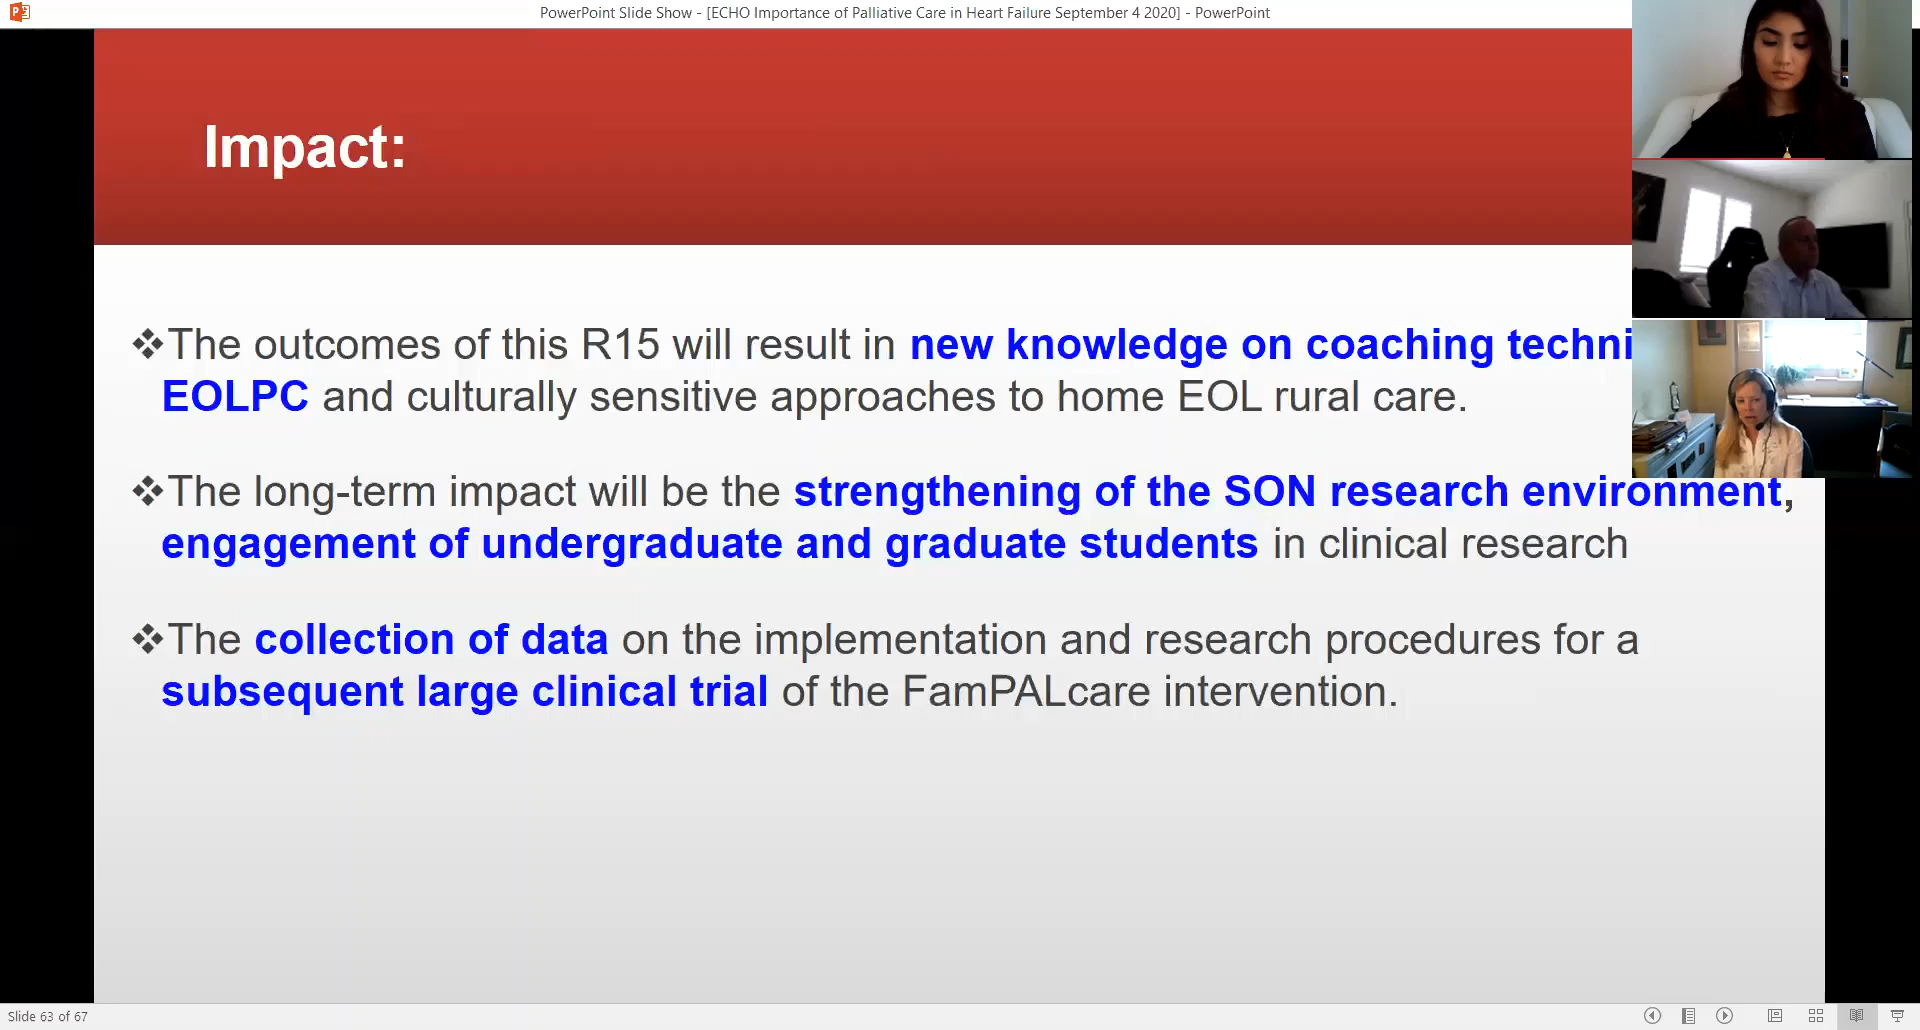 PowerPoint Slide Show - [ECHO Importance of Palliative Care in Heart Failure September 4 2020] - PowerPoint
Impact:
❖The outcomes of this R15 will result in new knowledge on coaching techni
EOLPC and culturally sensitive approaches to home EOL rural care.
❖The long-term impact will be the strengthening of the SON research environment,
engagement of undergraduate and graduate students in clinical research
❖The collection of data on the implementation and research procedures for a
subsequent large clinical trial of the FamPALcare intervention.
Slide 63 of 67